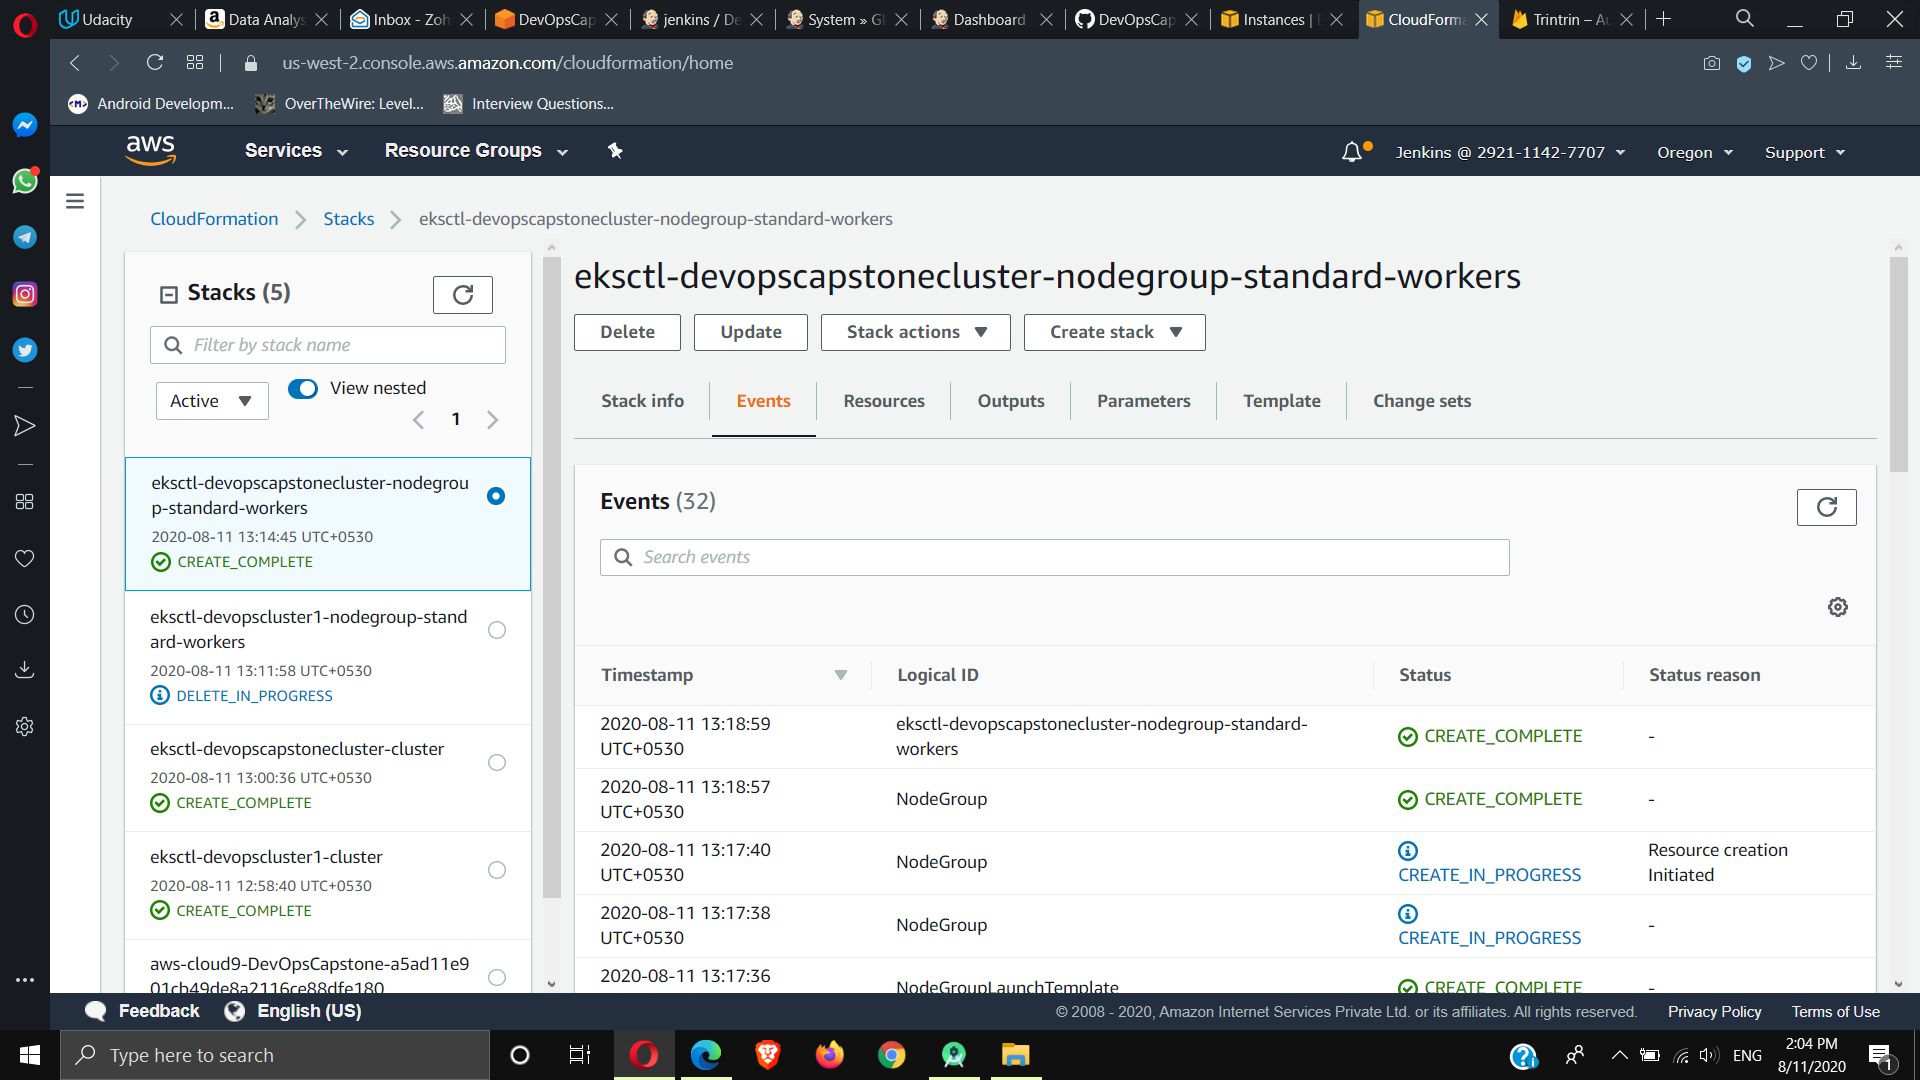 Udacity
Data Analys
Inbox - Zoh
DevOpsCap
jenkins / De
System » Gl
Dashboard
DevOpsCap
Instances | E
CloudForma
Trintrin – Au
us-west-2.console.aws.amazon.com/cloudformation/home
Android Developm...
OverTheWire: Level...
Interview Questions...
aws
Services
Resource Groups
Jenkins @ 2921-1142-7707
Oregon
Support
CloudFormation
Stacks
eksctl-devopscapstonecluster-nodegroup-standard-workers
Stacks (5)
Filter by stack name
Active
View nested
1
eksctl-devopscapstonecluster-nodegrou
p-standard-workers
2020-08-11 13:14:45 UTC+0530
CREATE_COMPLETE
eksctl-devopscluster1-nodegroup-stand
ard-workers
2020-08-11 13:11:58 UTC+0530
DELETE_IN_PROGRESS
eksctl-devopscapstonecluster-cluster
2020-08-11 13:00:36 UTC+0530
CREATE_COMPLETE
eksctl-devopscluster1-cluster
2020-08-11 12:58:40 UTC+0530
CREATE_COMPLETE
aws-cloud9-DevOpsCapstone-a5ad11e9
01cb49de8a2116ce88dfe180
eksctl-devopscapstonecluster-nodegroup-standard-workers
Delete
Update
Stack actions
Create stack
Stack info
Events
Resources
Outputs
Parameters
Template
Change sets
Events (32)
Search events
Timestamp
Logical ID
Status
Status reason
2020-08-11 13:18:59
UTC+0530
eksctl-devopscapstonecluster-nodegroup-standard-
workers
CREATE_COMPLETE
-
2020-08-11 13:18:57
UTC+0530
NodeGroup
CREATE_COMPLETE
-
2020-08-11 13:17:40
UTC+0530
NodeGroup
CREATE_IN_PROGRESS
Resource creation
Initiated
2020-08-11 13:17:38
UTC+0530
NodeGroup
CREATE_IN_PROGRESS
-
2020-08-11 13:17:36
NodeGroupLaunchTemplate
CREATE_COMPLETE
-
Feedback
English (US)
© 2008 - 2020, Amazon Internet Services Private Ltd. or its affiliates. All rights reserved.
Privacy Policy
Terms of Use
Type here to search
ENG
2:04 PM
8/11/2020
1